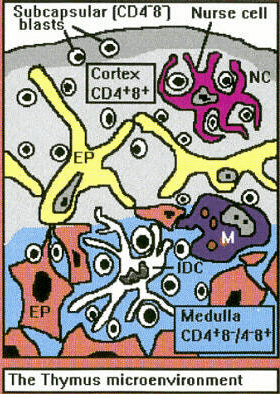 Subcapsular (CD4⁻8⁻)
blasts
Nurse cell
Cortex
CD4⁺8⁺
NC
EP
M
IDC
EP
Medulla
CD4⁺8⁻/4⁻8⁺
The Thymus microenvironment